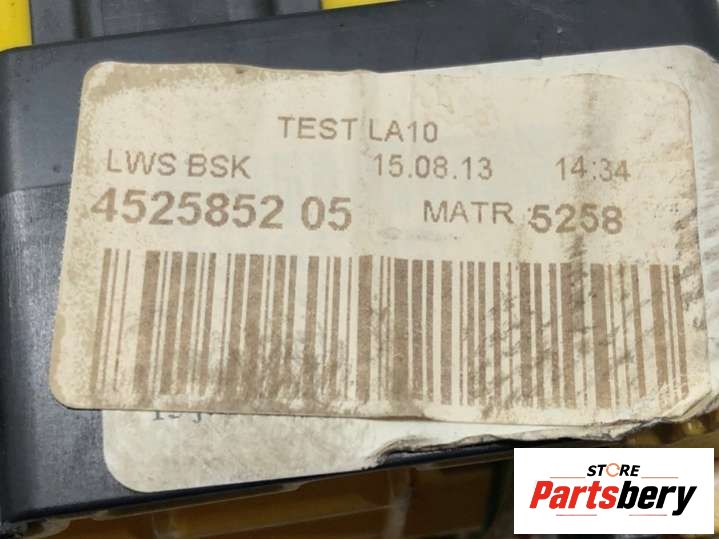 TEST LA10
LWS BSK 15.08.13 14:34
4525852 05 MATR 5258
STORE
Partsbery